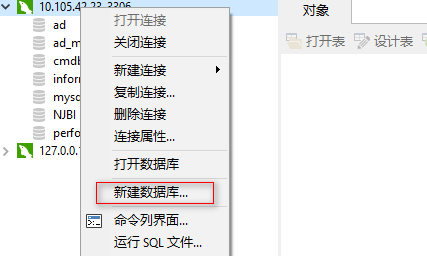 10.105.42.23_3306
对象
打开连接
ad
关闭连接
打开表
设计表
ad_m
cmdb
新建连接
inform
复制连接...
mysq
删除连接
NJBI
连接属性...
perfo
127.0.0.1
打开数据库
新建数据库...
命令列界面...
运行 SQL 文件...